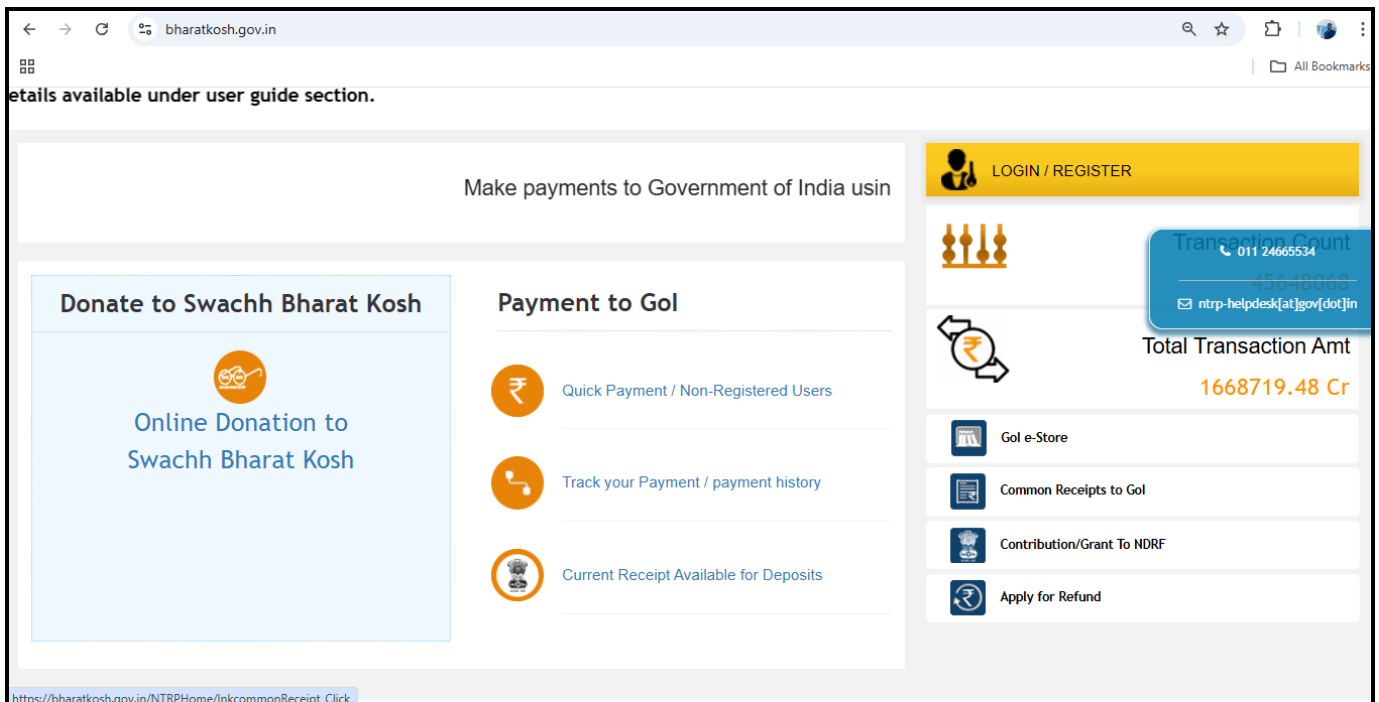 bharatkosh.gov.in
All Bookmarks
etails available under user guide section.
Make payments to Government of India usin
LOGIN / REGISTER
Transaction Count
45648068
011 24665534
ntrp-helpdesk[at]gov[dot]in
Total Transaction Amt
1668719.48 Cr
Donate to Swachh Bharat Kosh
Online Donation to
Swachh Bharat Kosh
Payment to GoI
Quick Payment / Non-Registered Users
Track your Payment / payment history
Current Receipt Available for Deposits
GoI e-Store
Common Receipts to GoI
Contribution/Grant To NDRF
Apply for Refund
https://bharatkosh.gov.in/NTRPHome/lnkcommonReceipt_Click